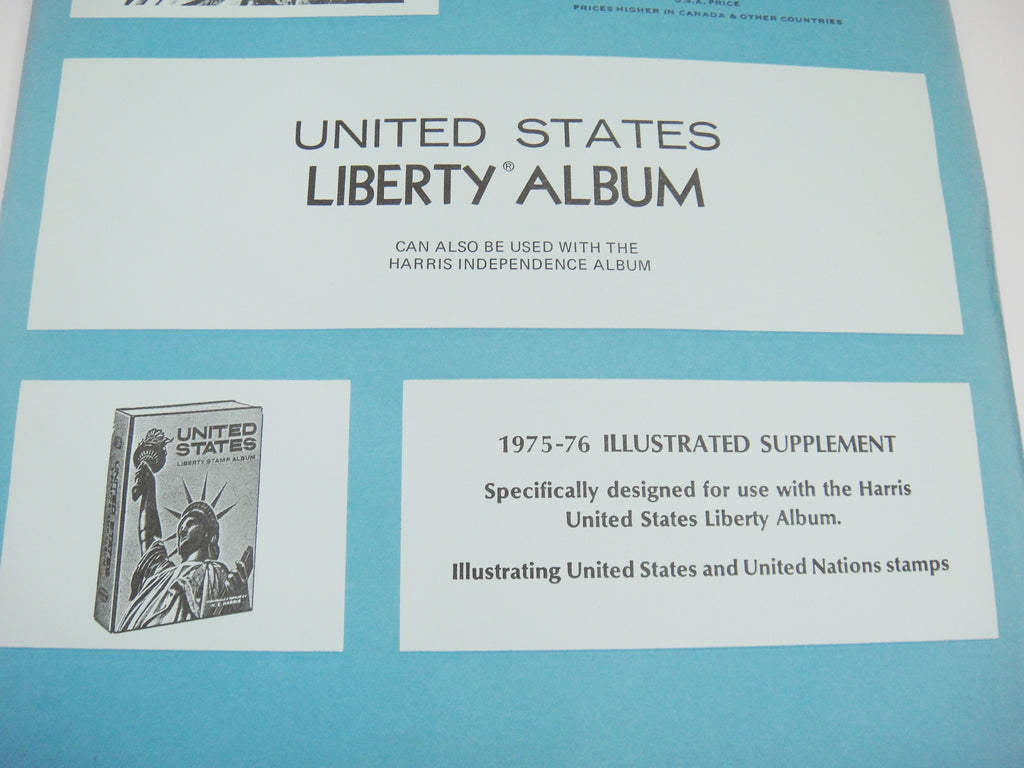 U.S.A. PRICE
PRICES HIGHER IN CANADA & OTHER COUNTRIES
UNITED STATES
LIBERTY® ALBUM
CAN ALSO BE USED WITH THE
HARRIS INDEPENDENCE ALBUM
UNITED
STATES
LIBERTY STAMP ALBUM
H. E. HARRIS
1975-76 ILLUSTRATED SUPPLEMENT
Specifically designed for use with the Harris
United States Liberty Album.
Illustrating United States and United Nations stamps